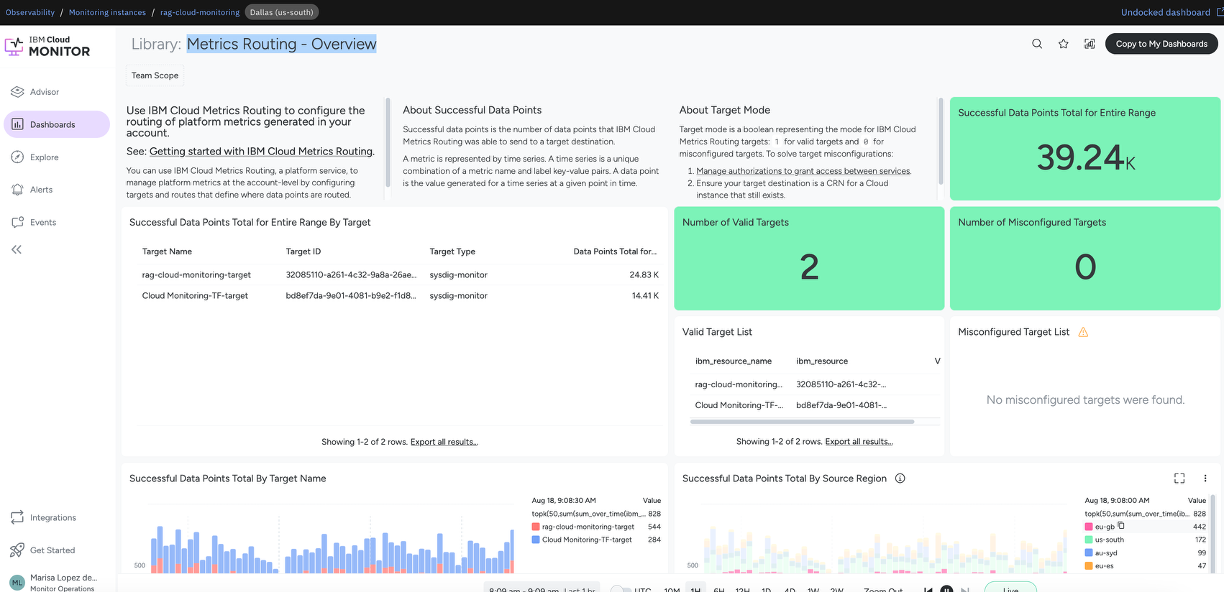 Observability / Monitoring instances / rag-cloud-monitoring Dallas (us-south)
Undocked dashboard
IBM Cloud
MONITOR
Library: Metrics Routing - Overview
Copy to My Dashboards
Team Scope
Advisor
Dashboards
Explore
Alerts
Events
Integrations
Get Started
ML
Marisa Lopez de...
Monitor Operations
Use IBM Cloud Metrics Routing to configure the
routing of platform metrics generated in your
account.
See: Getting started with IBM Cloud Metrics Routing.
You can use IBM Cloud Metrics Routing, a platform service, to
manage platform metrics at the account-level by configuring
targets and routes that define where data points are routed.
About Successful Data Points
Successful data points is the number of data points that IBM Cloud
Metrics Routing was able to send to a target destination.
A metric is represented by time series. A time series is a unique
combination of a metric name and label key-value pairs. A data point
is the value generated for a time series at a given point in time.
About Target Mode
Target mode is a boolean representing the mode for IBM Cloud
Metrics Routing targets: 1 for valid targets and 0 for
misconfigured targets. To solve target misconfigurations:
1. Manage authorizations to grant access between services.
2. Ensure your target destination is a CRN for a Cloud
instance that still exists.
Successful Data Points Total for Entire Range
39.24K
Successful Data Points Total for Entire Range By Target
Target Name Target ID Target Type Data Points Total for...
rag-cloud-monitoring-target 32085110-a261-4c32-9a8a-26ae... sysdig-monitor 24.83 K
Cloud Monitoring-TF-target bd8ef7da-9e01-4081-b9e2-f1d8... sysdig-monitor 14.41 K
Showing 1-2 of 2 rows. Export all results...
Number of Valid Targets
2
Number of Misconfigured Targets
0
Valid Target List
ibm_resource_name ibm_resource V
rag-cloud-monitoring... 32085110-a261-4c32-...
Cloud Monitoring-TF-... bd8ef7da-9e01-4081-...
Showing 1-2 of 2 rows. Export all results...
Misconfigured Target List
No misconfigured targets were found.
Successful Data Points Total By Target Name
500
Aug 18, 9:08:30 AM Value
topk(50,sum(sum_over_time(ibm_... 828
rag-cloud-monitoring-target 544
Cloud Monitoring-TF-target 284
Successful Data Points Total By Source Region
500
Aug 18, 9:08:00 AM Value
topk(50,sum(sum_over_time(ib... 828
eu-gb 442
us-south 172
au-syd 99
eu-es 47
8:09 am - 9:09 am Last 1 hr UTC 10M 1H 6H 12H 1D 4D 1W 2W Zoom Out Live